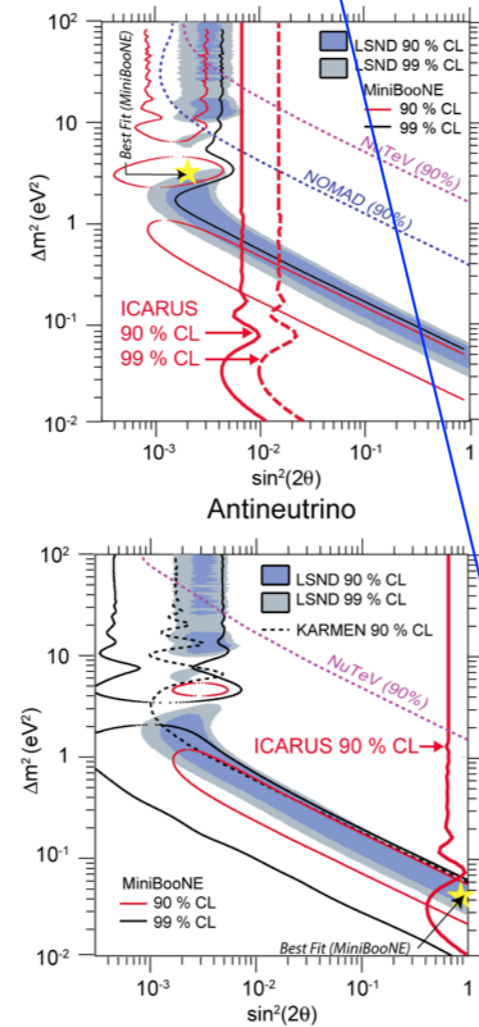 10²
10
1
10⁻¹
10⁻²
Δm² (eV²)
Best Fit (MiniBooNE)
LSND 90 % CL
LSND 99 % CL
MiniBooNE
90 % CL
99 % CL
NuTeV (90%)
NOMAD (90%)
ICARUS
90 % CL
99 % CL
10⁻³
10⁻²
10⁻¹
1
sin²(2θ)
Antineutrino
10²
10
1
10⁻¹
10⁻²
Δm² (eV²)
LSND 90 % CL
LSND 99 % CL
KARMEN 90 % CL
NuTeV (90%)
ICARUS 90 % CL
MiniBooNE
90 % CL
99 % CL
Best Fit (MiniBooNE)
10⁻³
10⁻²
10⁻¹
1
sin²(2θ)